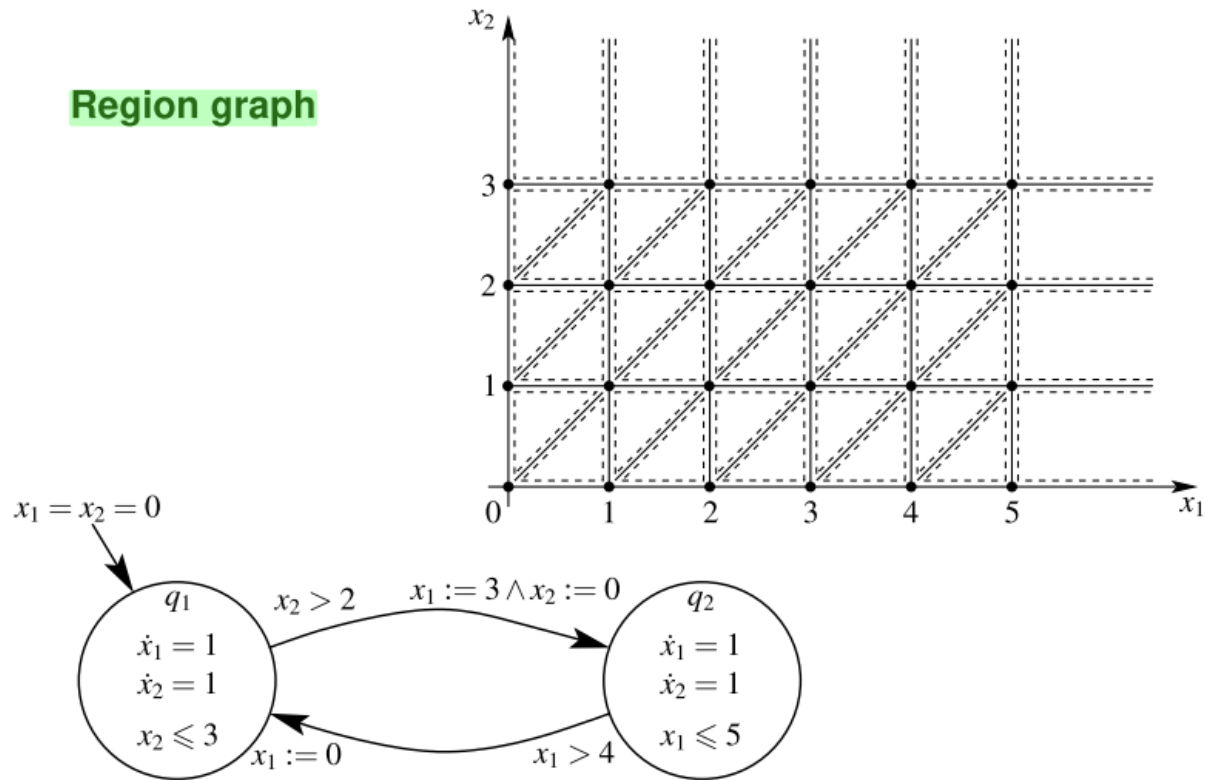 x₂
Region graph
3
2
1
0 1 2 3 4 5 x₁
x₁ = x₂ = 0
q₁
ẋ₁ = 1
ẋ₂ = 1
x₂ ⩽ 3
x₂ > 2
x₁ := 3 ∧ x₂ := 0
q₂
ẋ₁ = 1
ẋ₂ = 1
x₁ ⩽ 5
x₁ := 0
x₁ > 4